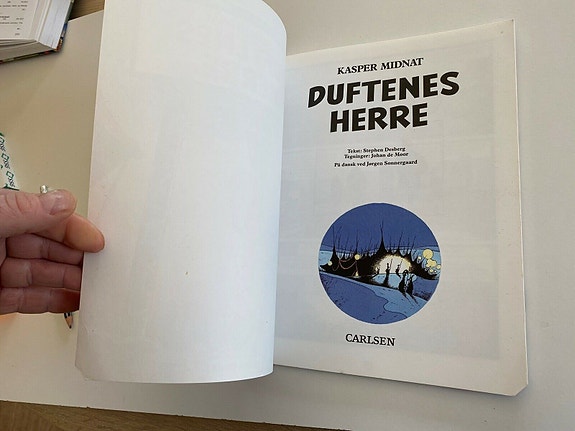 KASPER MIDNAT
DUFTENES
HERRE
Tekst: Stephen Desberg
Tegninger: Johan de Moor
På dansk ved Jørgen Sonnergaard
CARLSEN